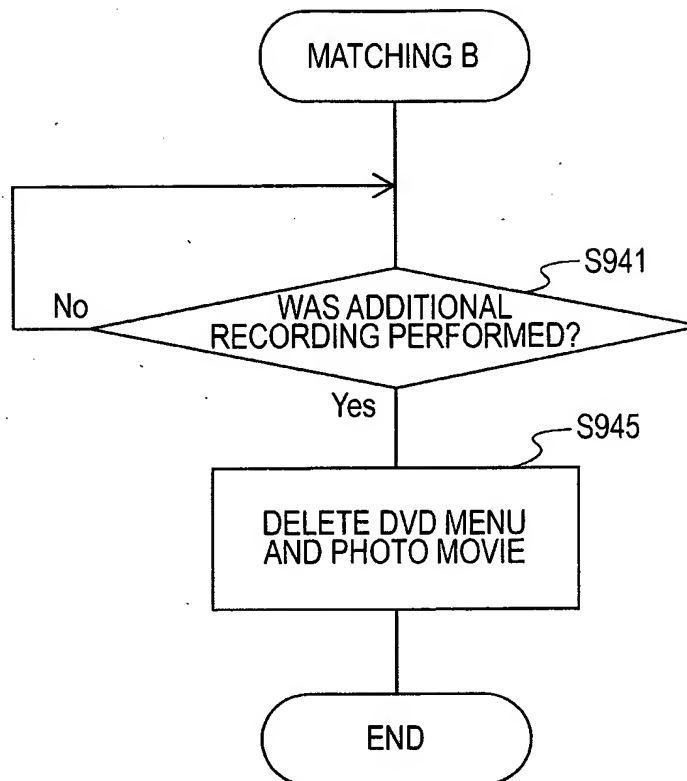 MATCHING B
S941
No
WAS ADDITIONAL
RECORDING PERFORMED?
Yes
S945
DELETE DVD MENU
AND PHOTO MOVIE
END